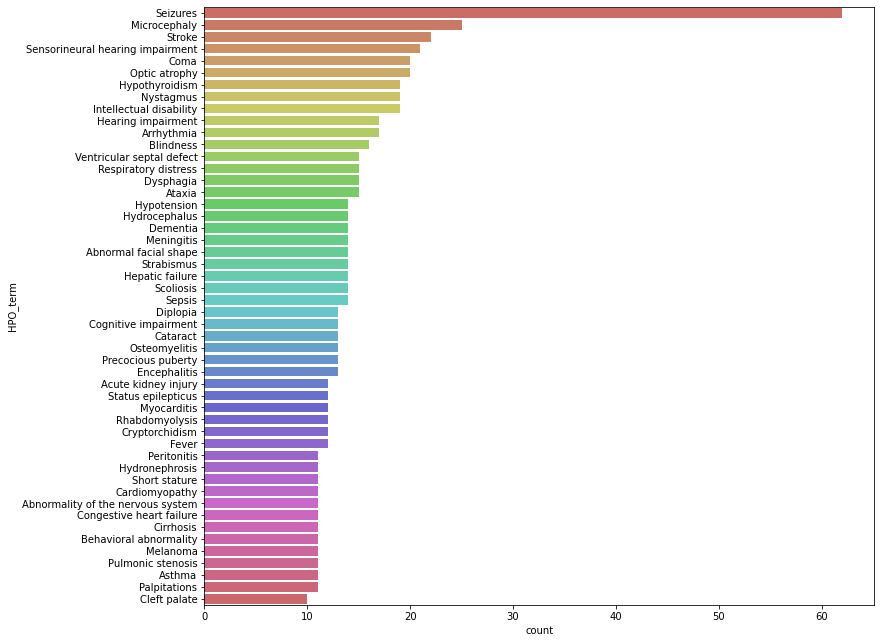 Seizures
Microcephaly
Stroke
Sensorineural hearing impairment
Coma
Optic atrophy
Hypothyroidism
Nystagmus
Intellectual disability
Hearing impairment
Arrhythmia
Blindness
Ventricular septal defect
Respiratory distress
Dysphagia
Ataxia
Hypotension
Hydrocephalus
Dementia
Meningitis
Abnormal facial shape
Strabismus
Hepatic failure
Scoliosis
Sepsis
Diplopia
Cognitive impairment
Cataract
Osteomyelitis
Precocious puberty
Encephalitis
Acute kidney injury
Status epilepticus
Myocarditis
Rhabdomyolysis
Cryptorchidism
Fever
Peritonitis
Hydronephrosis
Short stature
Cardiomyopathy
Abnormality of the nervous system
Congestive heart failure
Cirrhosis
Behavioral abnormality
Melanoma
Pulmonic stenosis
Asthma
Palpitations
Cleft palate
HPO_term
0 10 20 30 40 50 60
count